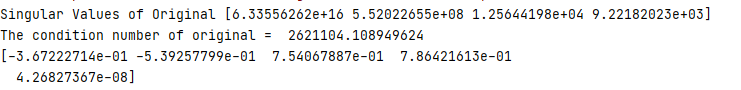 Singular Values of Original [6.33556262e+16 5.52022655e+08 1.25644198e+04 9.22182023e+03]
The condition number of original =  2621104.108949624
[-3.67222714e-01 -5.39257799e-01  7.54067887e-01  7.86421613e-01
  4.26827367e-08]